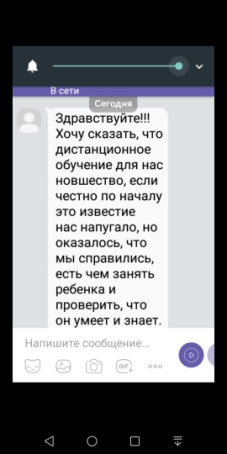 В сети
Сегодня
Здравствуйте!!!
Хочу сказать, что
дистанционное
обучение для нас
новшество, если
честно по началу
это известие
нас напугало, но
оказалось, что
мы справились,
есть чем занять
ребенка и
проверить, что
он умеет и знает.
Напишите сообщение...
GIF